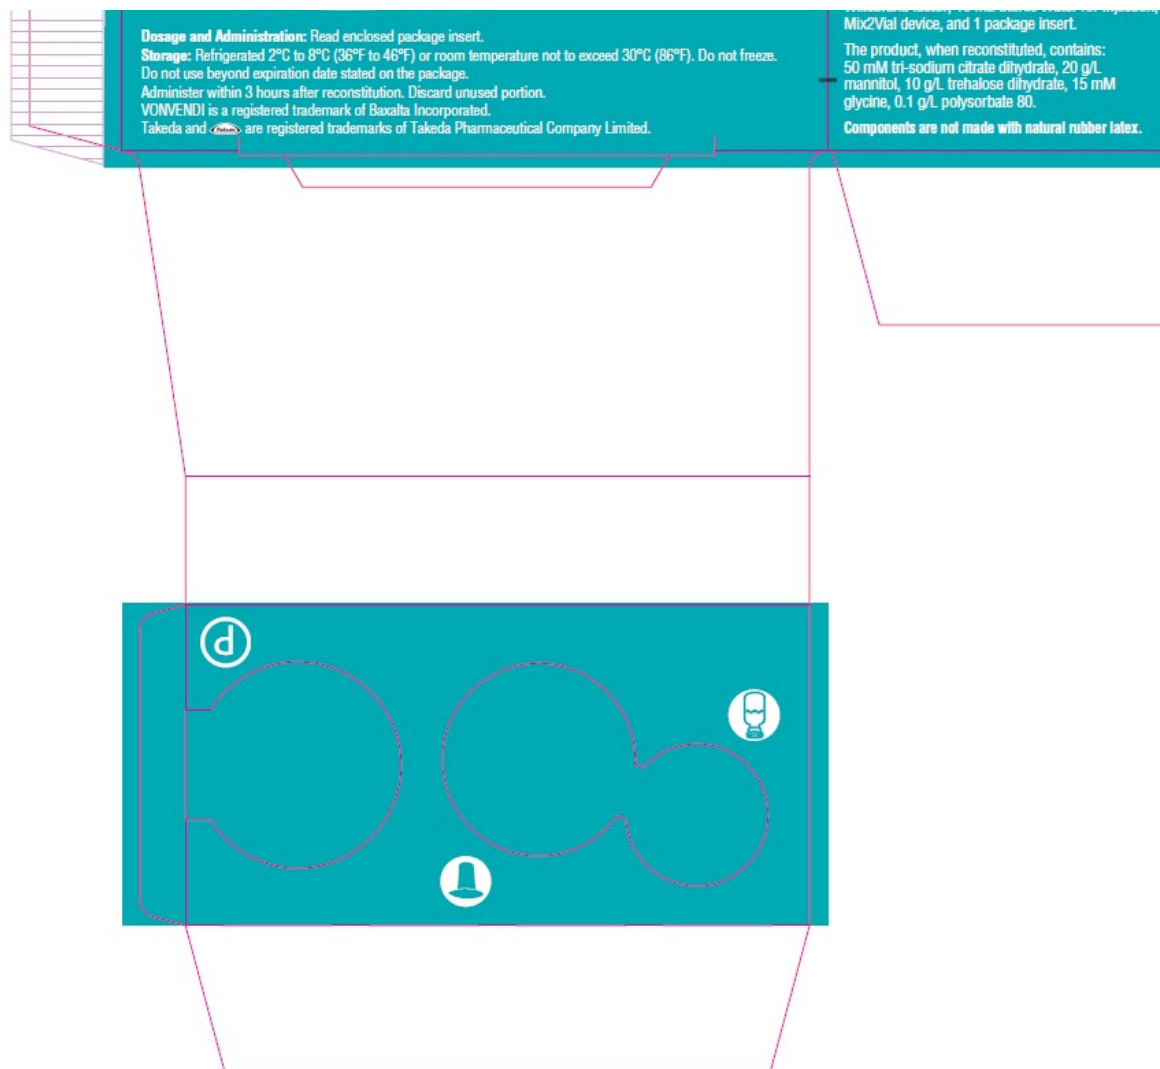 Dosage and Administration: Read enclosed package insert.
Storage: Refrigerated 2°C to 8°C (36°F to 46°F) or room temperature not to exceed 30°C (86°F). Do not freeze.
Do not use beyond expiration date stated on the package.
Administer within 3 hours after reconstitution. Discard unused portion.
VONVENDI is a registered trademark of Baxalta Incorporated.
Takeda and Takeda are registered trademarks of Takeda Pharmaceutical Company Limited.
Mix2Vial device, and 1 package insert.
The product, when reconstituted, contains:
50 mM tri-sodium citrate dihydrate, 20 g/L
mannitol, 10 g/L trehalose dihydrate, 15 mM
glycine, 0.1 g/L polysorbate 80.
Components are not made with natural rubber latex.
d